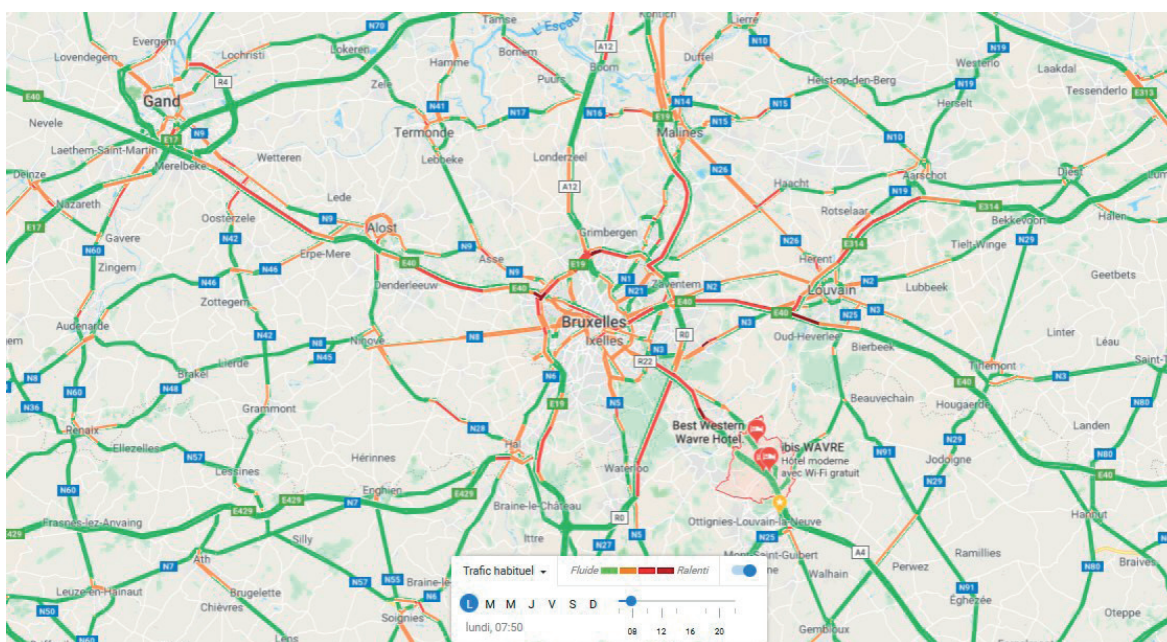 N70
Tamse
L'Escaut
Kontich
Lierre
Evergem
Lochristi
Lokeren
Hamme
Bornem
A12
Duffel
N10
N19
Westerlo
Laakdal
Lovendegem
R4
Zele
Puurs
Boom
Heist-op-den-Berg
N19
Tessenderlo
E313
E40
Gand
N41
N17
N16
N14
N15
Herselt
Nevele
N9
Termonde
E19
Malines
N15
N10
E17
Laethem-Saint-Martin
Wetteren
Lebbeke
Londerzeel
Merelbeke
N26
Aarschot
Diest
Deinze
Lede
A12
Haacht
N19
Nazareth
Oosterzele
N9
Rotselaar
E314
Halen
E17
Gavere
N42
Alost
Grimbergen
N26
E314
Bekkevoort
N60
Erpe-Mere
N9
Asse
Herent
Tielt-Winge
N29
Zingem
N46
E40
N9
E19
N1
Zaventem
N2
N2
Lubbeek
Geetbets
N46
Zottegem
Denderleeuw
E40
N21
Louvain
Audenarde
Bruxelles
E40
E40
N25
N3
Ixelles
R0
N3
Oud-Heverlee
Linter
N8
Ninove
N8
N3
Bierbeek
Léau
N8
Lierde
N45
N42
R22
Tillemont
Saint-T
N60
N48
Brakel
N6
E40
N3
N36
Grammont
E19
N5
Beauvechain
Hougaerde
N80
Renaix
N28
Best Western
Wavre Hotel
ibis WAVRE
Landen
Ellezelles
N57
Hal
Hôtel moderne
avec Wi-Fi gratuit
N29
Lessines
Hérinnes
Waterloo
N91
Jodoigne
E40
Enghien
E429
N29
E429
E429
N7
Braine-le-Château
R0
Ottignies-Louvain-la-Neuve
Hannut
Frasnes-lez-Anvaing
Silly
Ittre
N5
N25
A4
Ramillies
Ath
N27
Mont-Saint-Guibert
Perwez
Braives
N7
N57
N55
Walhain
Leuze-en-Hainaut
Brugelette
N91
N50
Chièvres
N6
Soignies
Éghezée
Oteppe
N80
Lens
Gembloux
Trafic habituel
Fluide
Ralenti
L M M J V S D
lundi, 07:50
08 12 16 20